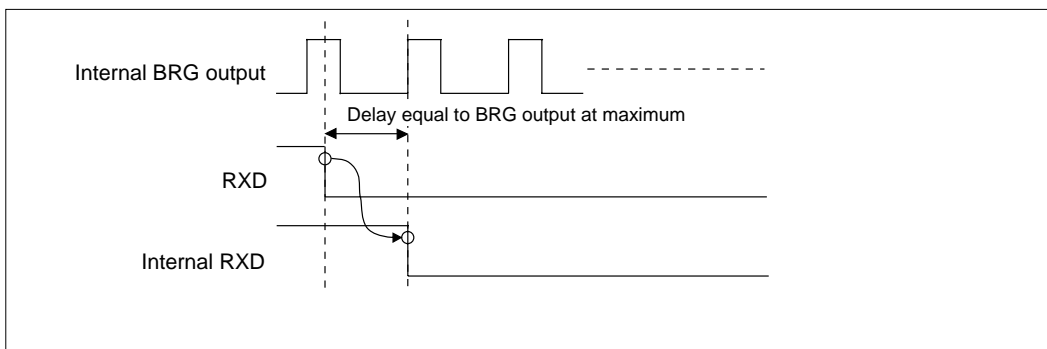 Internal BRG output
Delay equal to BRG output at maximum
RXD
Internal RXD